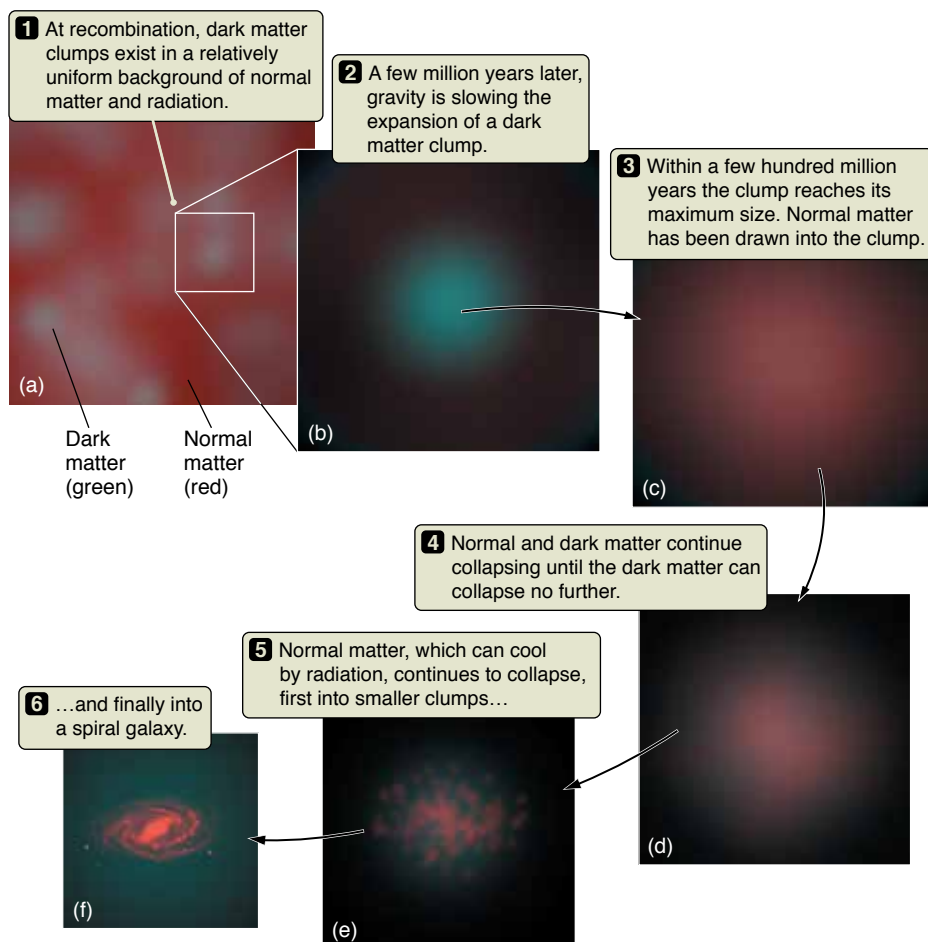 1 At recombination, dark matter
clumps exist in a relatively
uniform background of normal
matter and radiation.
2 A few million years later,
gravity is slowing the
expansion of a dark
matter clump.
3 Within a few hundred million
years the clump reaches its
maximum size. Normal matter
has been drawn into the clump.
(a)
Dark
matter
(green)
Normal
matter
(red)
(b)
(c)
4 Normal and dark matter continue
collapsing until the dark matter can
collapse no further.
5 Normal matter, which can cool
by radiation, continues to collapse,
first into smaller clumps…
6 …and finally into
a spiral galaxy.
(d)
(e)
(f)